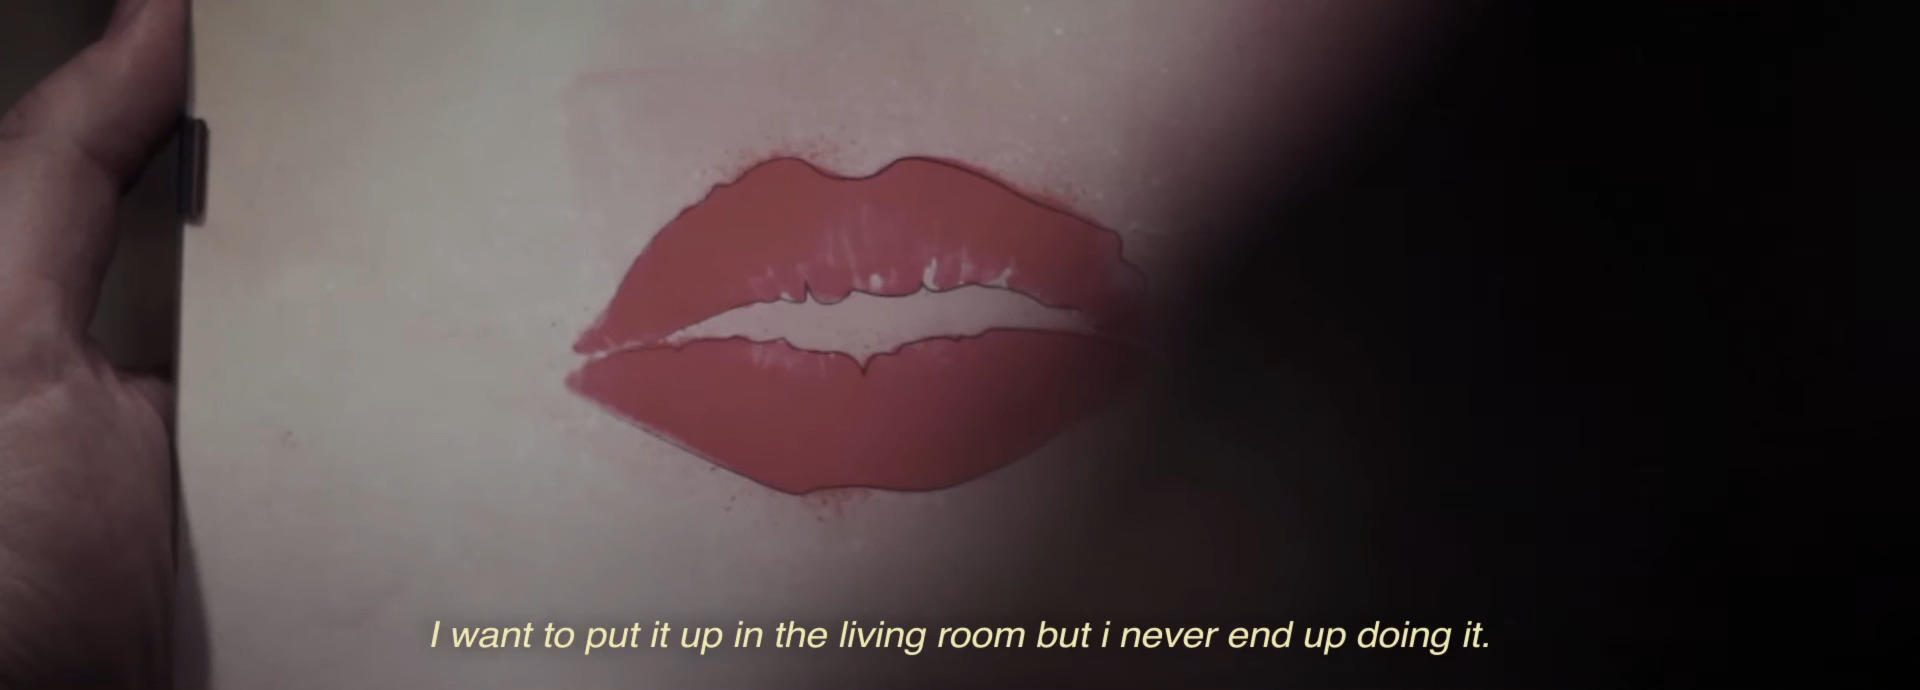 I want to put it up in the living room but i never end up doing it.